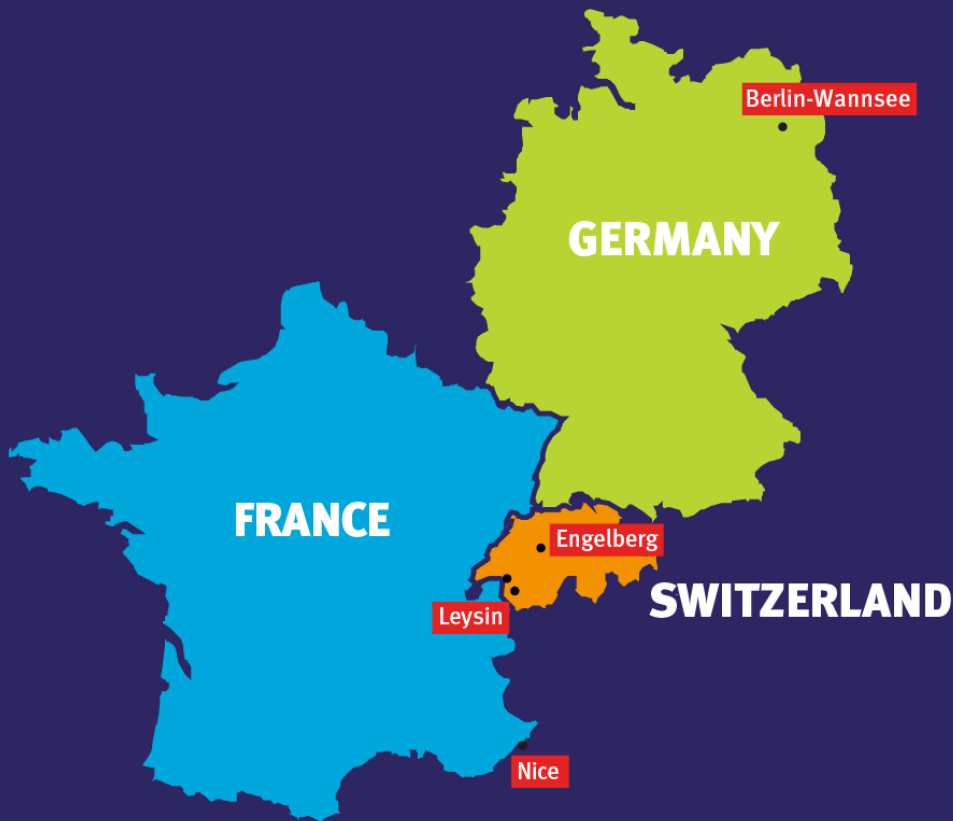 Berlin-Wannsee
GERMANY
FRANCE
Engelberg
SWITZERLAND
Leysin
Nice